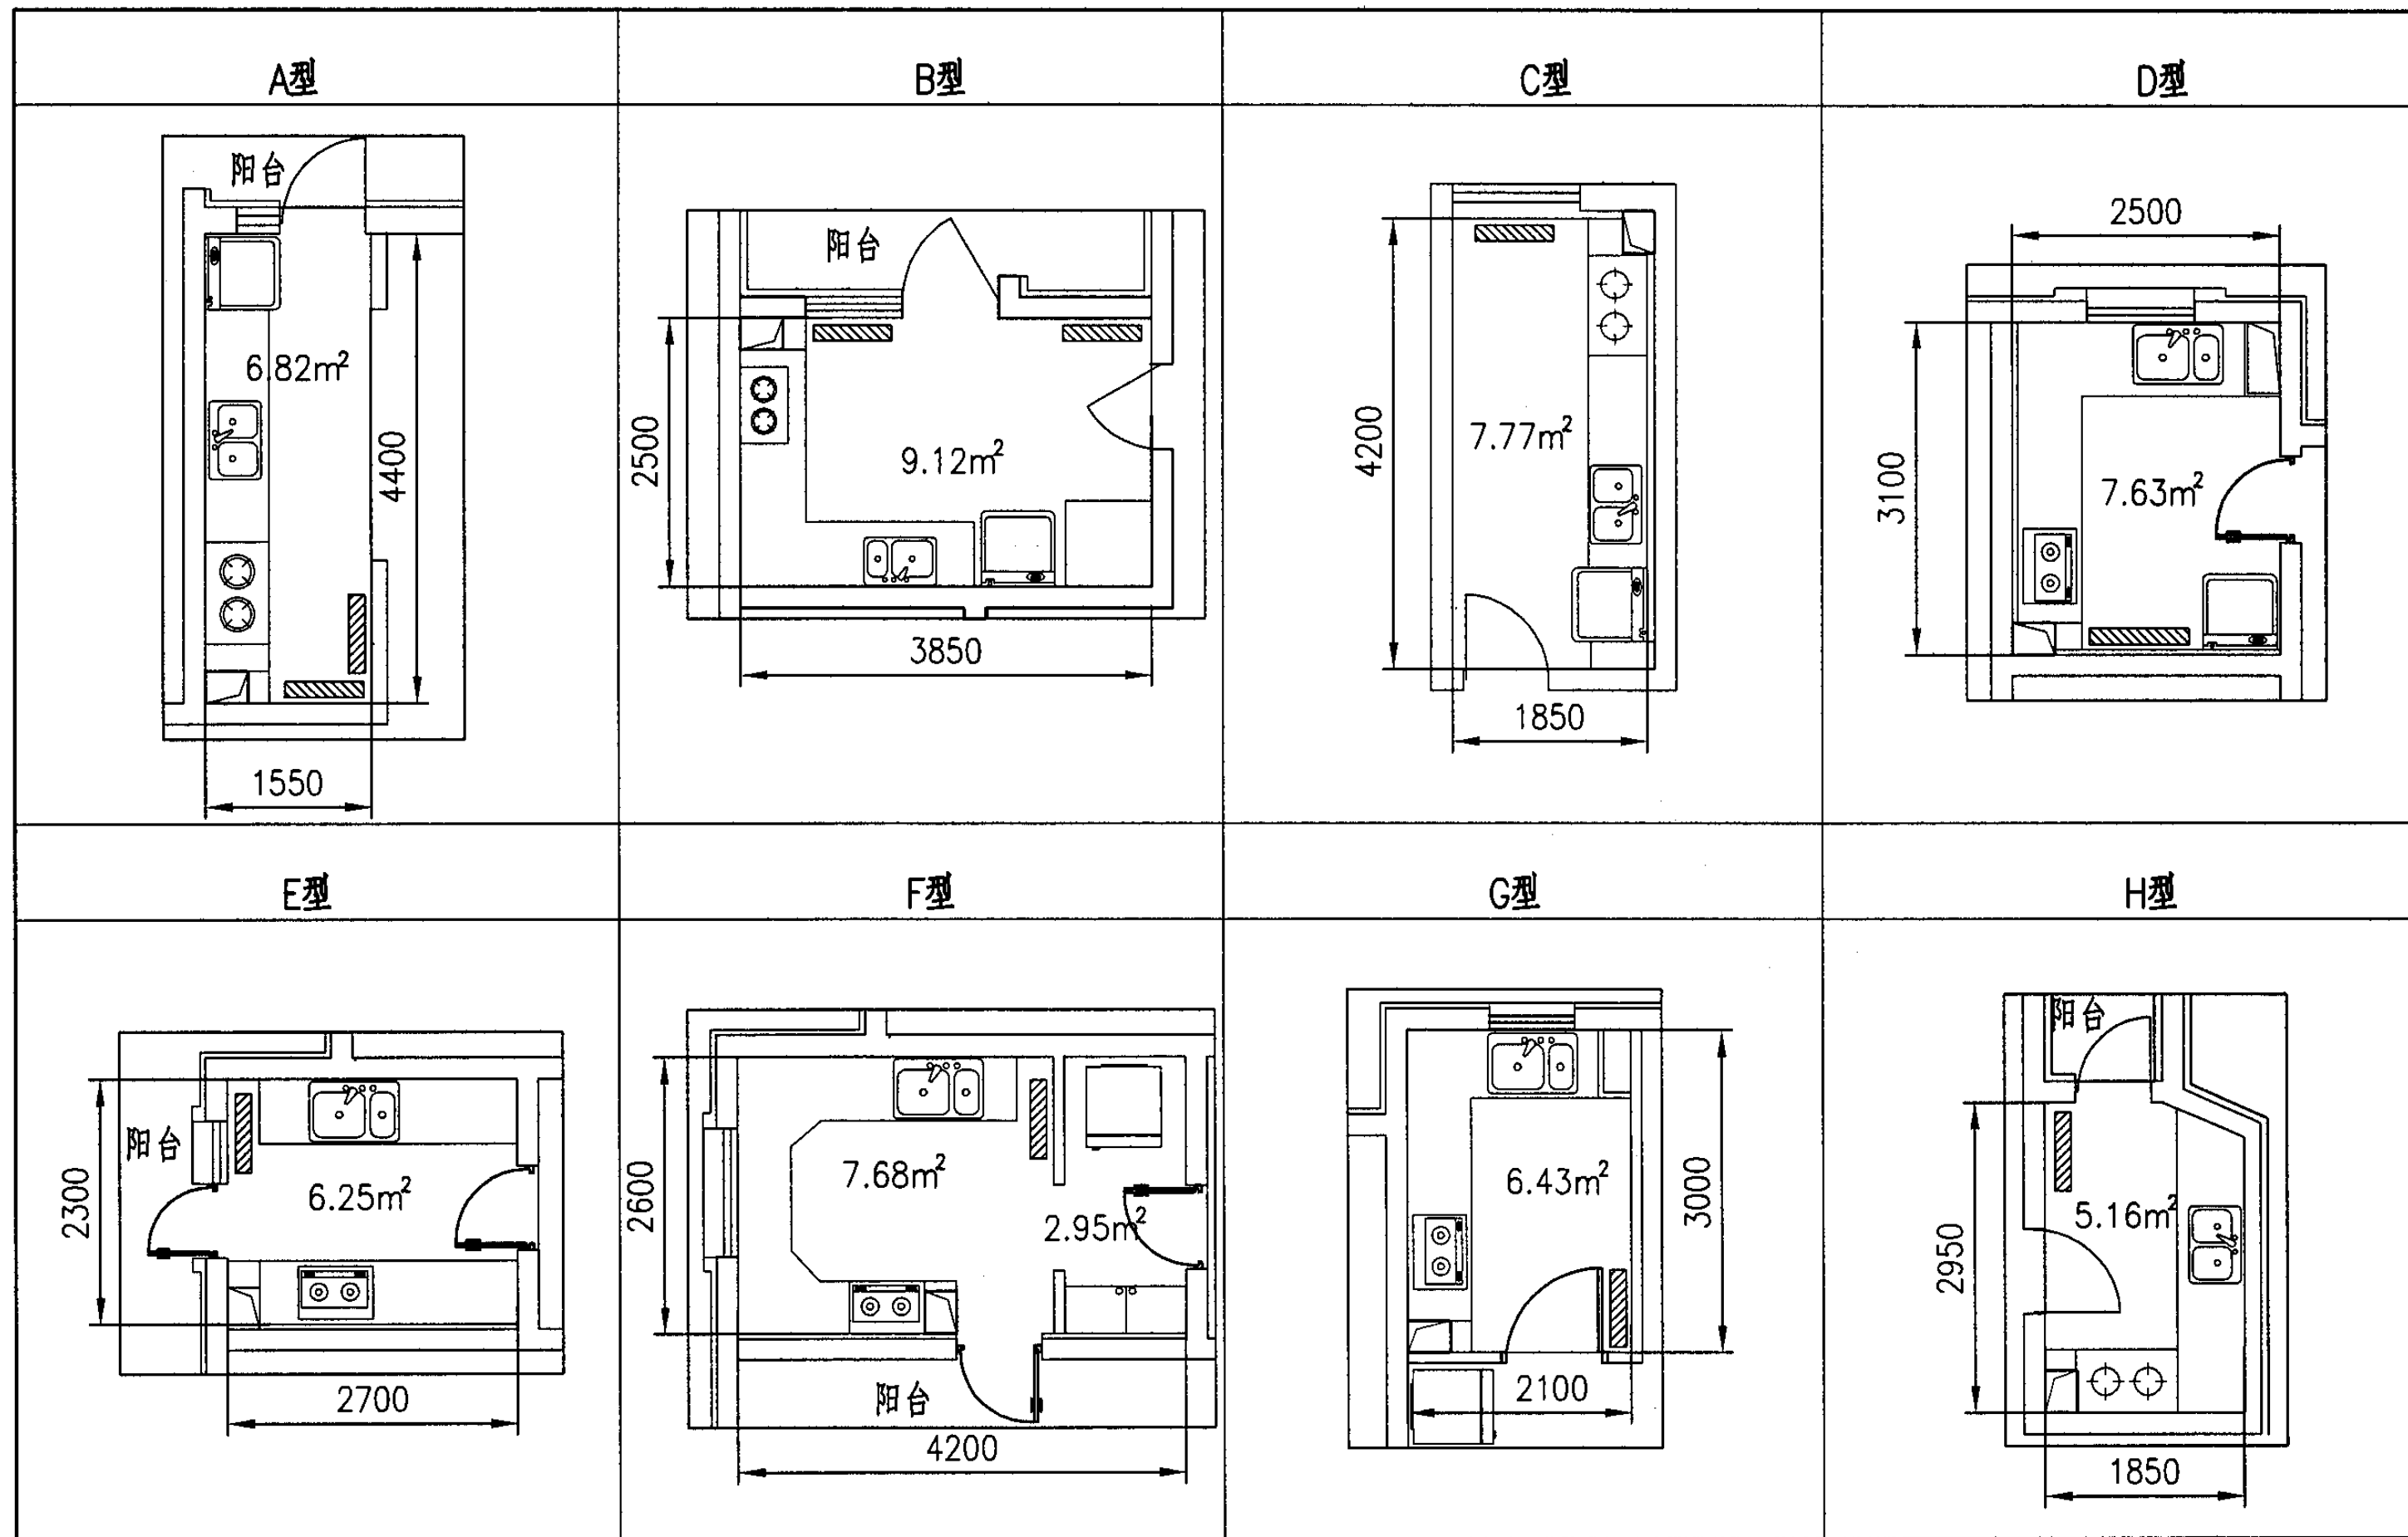 A型
B型
C型
D型
阳台
6.82m²
4400
1550
阳台
2500
9.12m²
3850
4200
7.77m²
1850
2500
3100
7.63m²
E型
F型
G型
H型
阳台
2300
6.25m²
2700
2600
7.68m²
2.95m²
阳台
4200
6.43m²
3000
2100
阳台
2950
5.16m²
1850